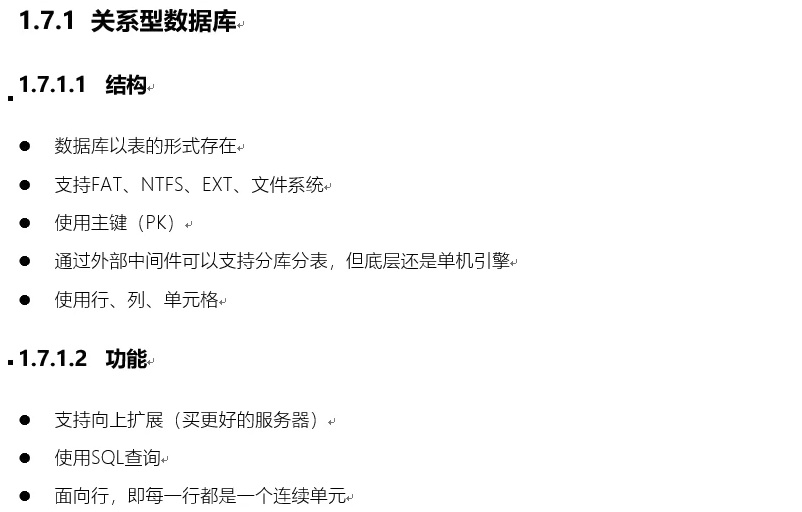 1.7.1 关系型数据库
1.7.1.1 结构
● 数据库以表的形式存在
● 支持FAT、NTFS、EXT、文件系统
● 使用主键（PK）
● 通过外部中间件可以支持分库分表，但底层还是单机引擎
● 使用行、列、单元格
1.7.1.2 功能
● 支持向上扩展（买更好的服务器）
● 使用SQL查询
● 面向行，即每一行都是一个连续单元